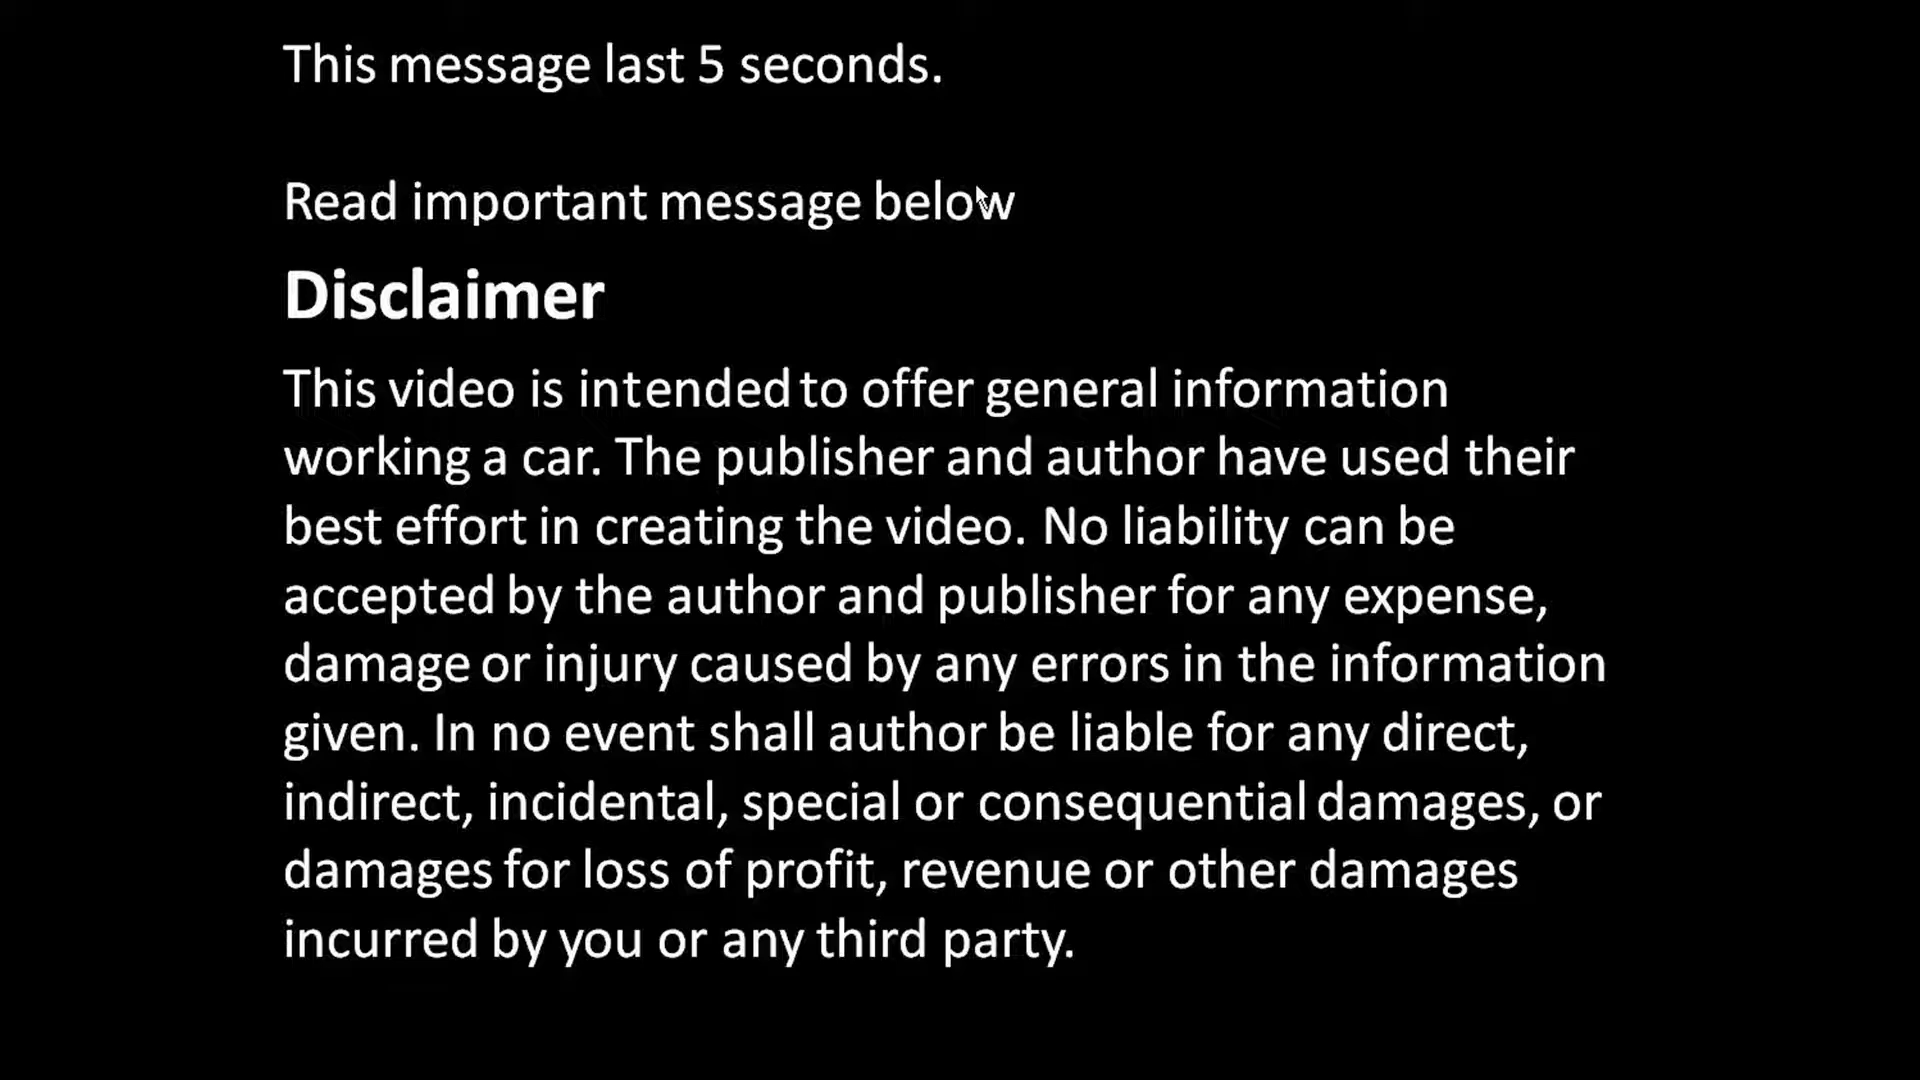 This message last 5 seconds.
Read important message below
Disclaimer
This video is intended to offer general information
working a car. The publisher and author have used their
best effort in creating the video. No liability can be
accepted by the author and publisher for any expense,
damage or injury caused by any errors in the information
given. In no event shall author be liable for any direct,
indirect, incidental, special or consequential damages, or
damages for loss of profit, revenue or other damages
incurred by you or any third party.